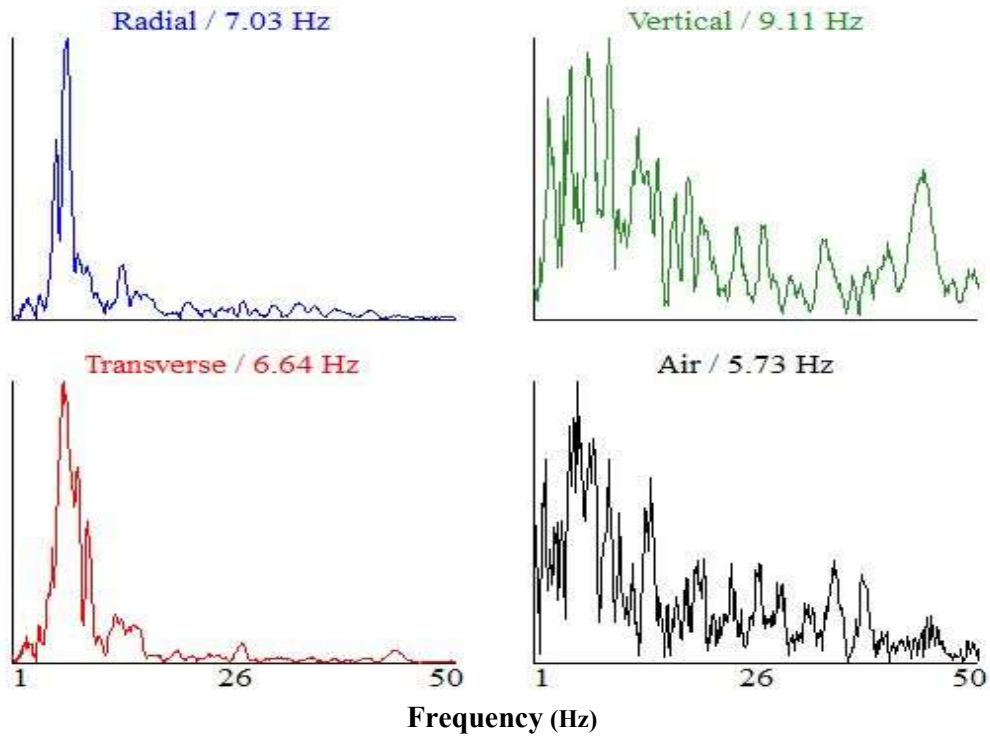 Radial / 7.03 Hz
Vertical / 9.11 Hz
Transverse / 6.64 Hz
Air / 5.73 Hz
1 26 50
1 26 50
Frequency (Hz)